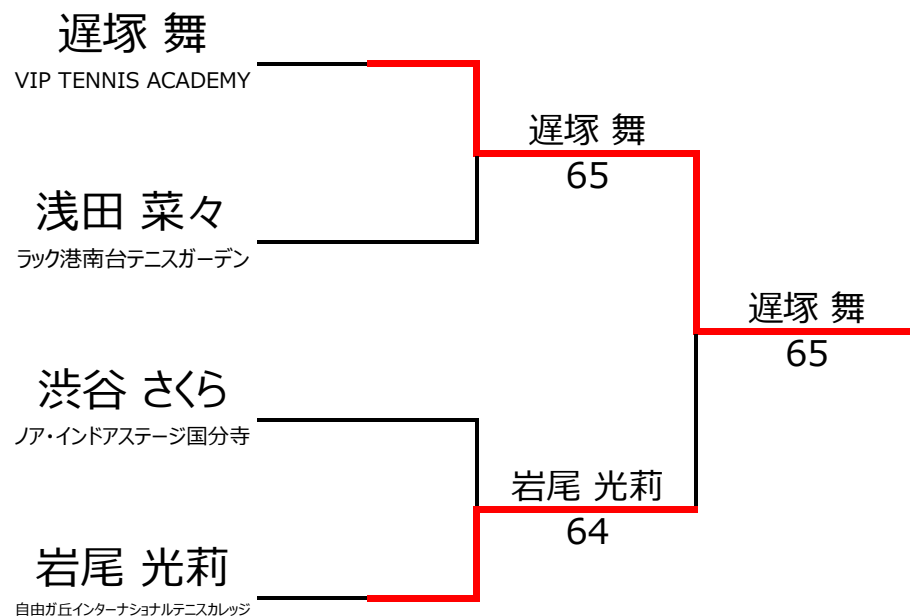 遅塚 舞
VIP TENNIS ACADEMY
遅塚 舞
65
浅田 菜々
ラック港南台テニスガーデン
遅塚 舞
65
渋谷 さくら
ノア・インドアステージ国分寺
岩尾 光莉
64
岩尾 光莉
自由ガ丘インターナショナルテニスカレッジ